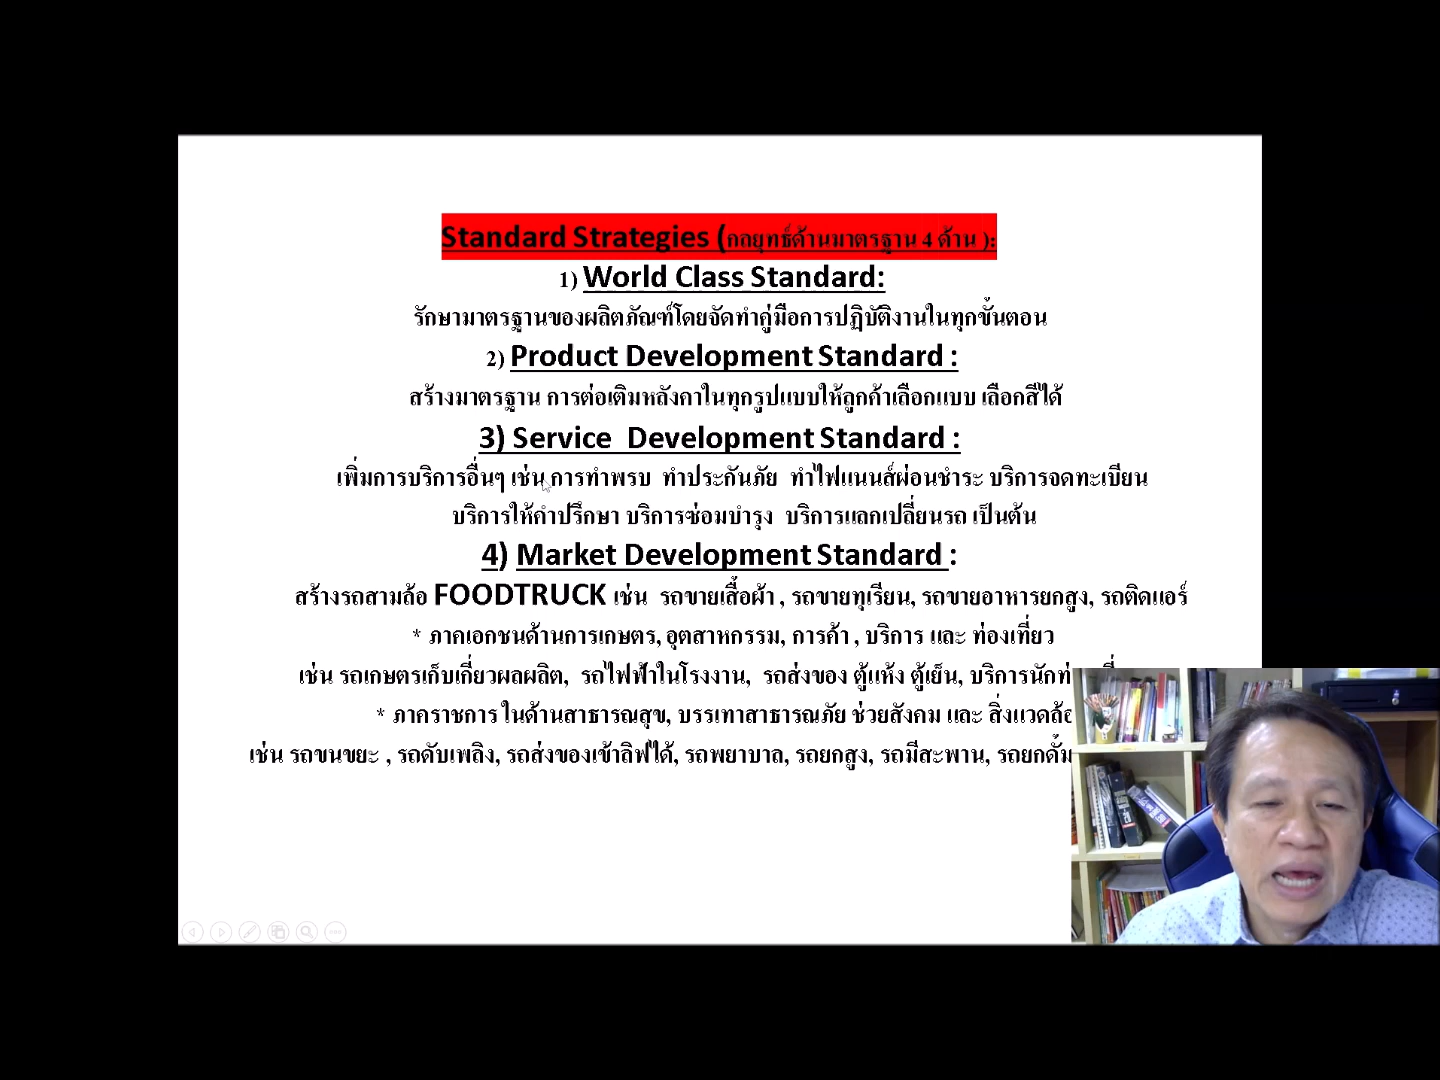 Standard Strategies (กลยุทธ์ด้านมาตรฐาน 4 ด้าน ):
1) World Class Standard:
รักษามาตรฐานของผลิตภัณฑ์โดยจัดทำคู่มือการปฏิบัติงานในทุกขั้นตอน
2) Product Development Standard :
สร้างมาตรฐาน การต่อเติมหลังคาในทุกรูปแบบให้ลูกค้าเลือกแบบ เลือกสีได้
3) Service Development Standard :
เพิ่มการบริการอื่นๆ เช่น การทำพรบ ทำประกันภัย ทำไฟแนนส์ผ่อนชำระ บริการจดทะเบียน
บริการให้คำปรึกษา บริการซ่อมบำรุง บริการแลกเปลี่ยนรถ เป็นต้น
4) Market Development Standard :
สร้างรถสามล้อ FOODTRUCK เช่น รถขายเสื้อผ้า , รถขายทุเรียน, รถขายอาหารยกสูง, รถติดแอร์
* ภาคเอกชนด้านการเกษตร, อุตสาหกรรม, การค้า , บริการ และ ท่องเที่ยว
เช่น รถเกษตรเก็บเกี่ยวผลผลิต, รถไฟฟ้าในโรงงาน, รถส่งของ ตู้แห้ง ตู้เย็น,
* ภาคราชการ ในด้านสาธารณสุข, บรรเทาสาธารณภัย ช่วยสังคม และ
เช่น รถขนขยะ , รถดับเพลิง, รถส่งของเข้าลิฟได้, รถพยาบาล, รถยกสูง, รถมีสะพาน,